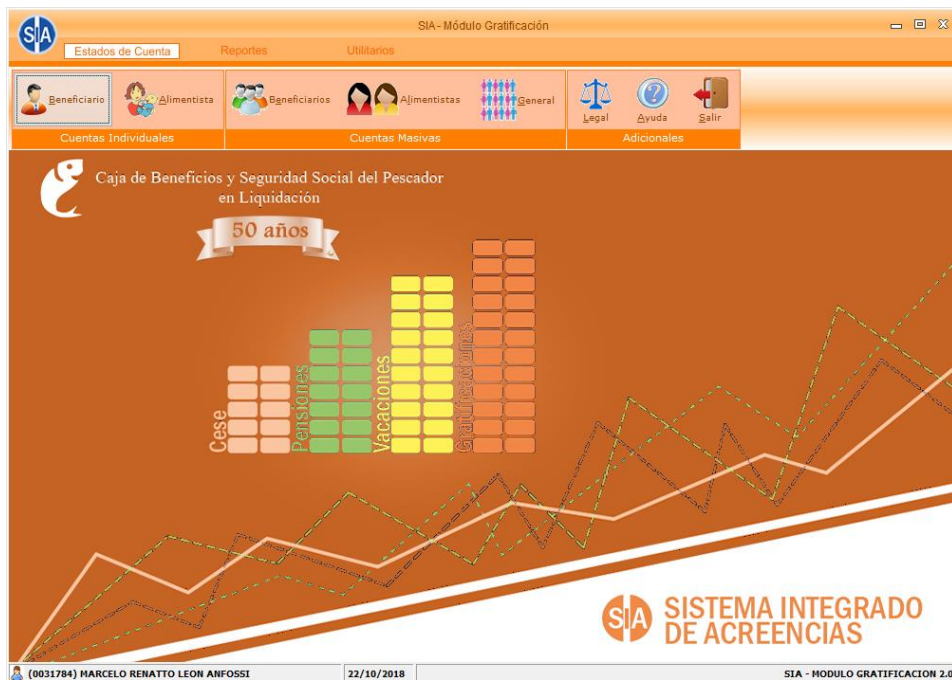 SIA - Módulo Gratificación
SIA
Estados de Cuenta Reportes Utilitarios
Beneficiario Alimentista Beneficiarios Alimentistas General Legal Ayuda Salir
Cuentas Individuales Cuentas Masivas Adicionales
Caja de Beneficios y Seguridad Social del Pescador
en Liquidación
50 años
Cese
Pensiones
Vacaciones
Gratificaciones
SIA SISTEMA INTEGRADO
DE ACREENCIAS
(0031784) MARCELO RENATTO LEON ANFOSSI 22/10/2018 SIA - MODULO GRATIFICACION 2.0